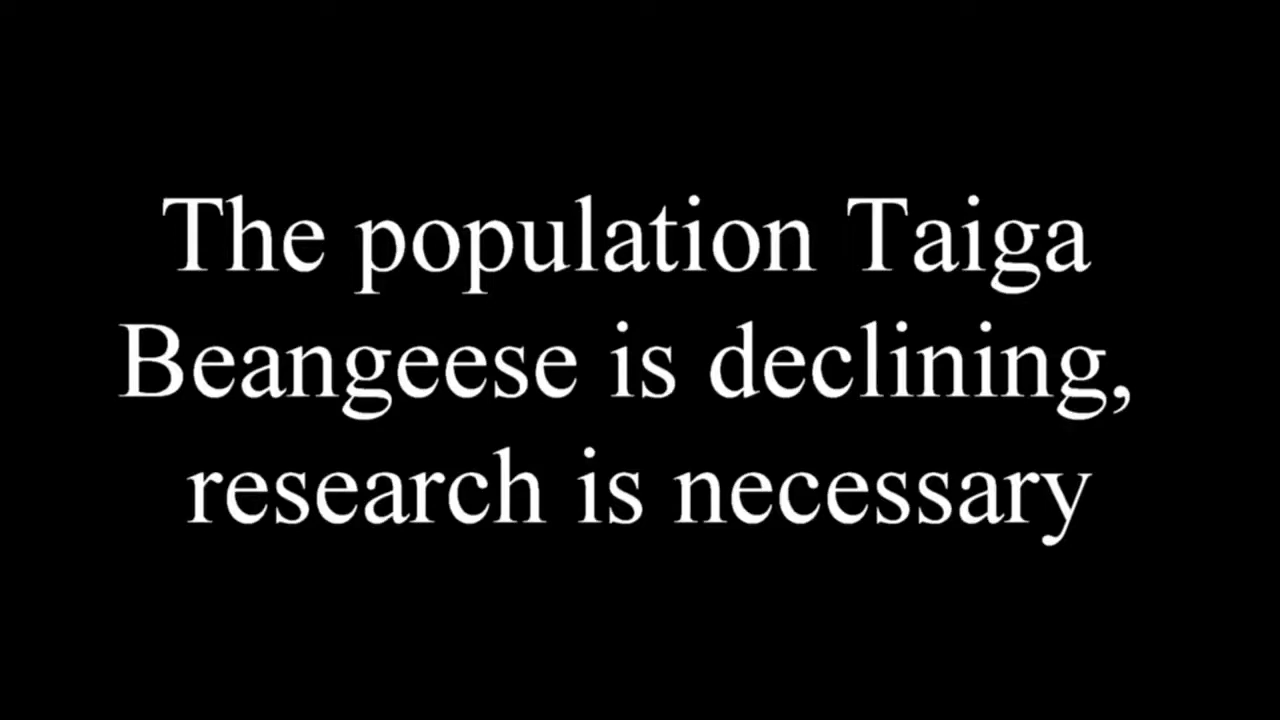 The population Taiga
Beangeese is declining,
research is necessary